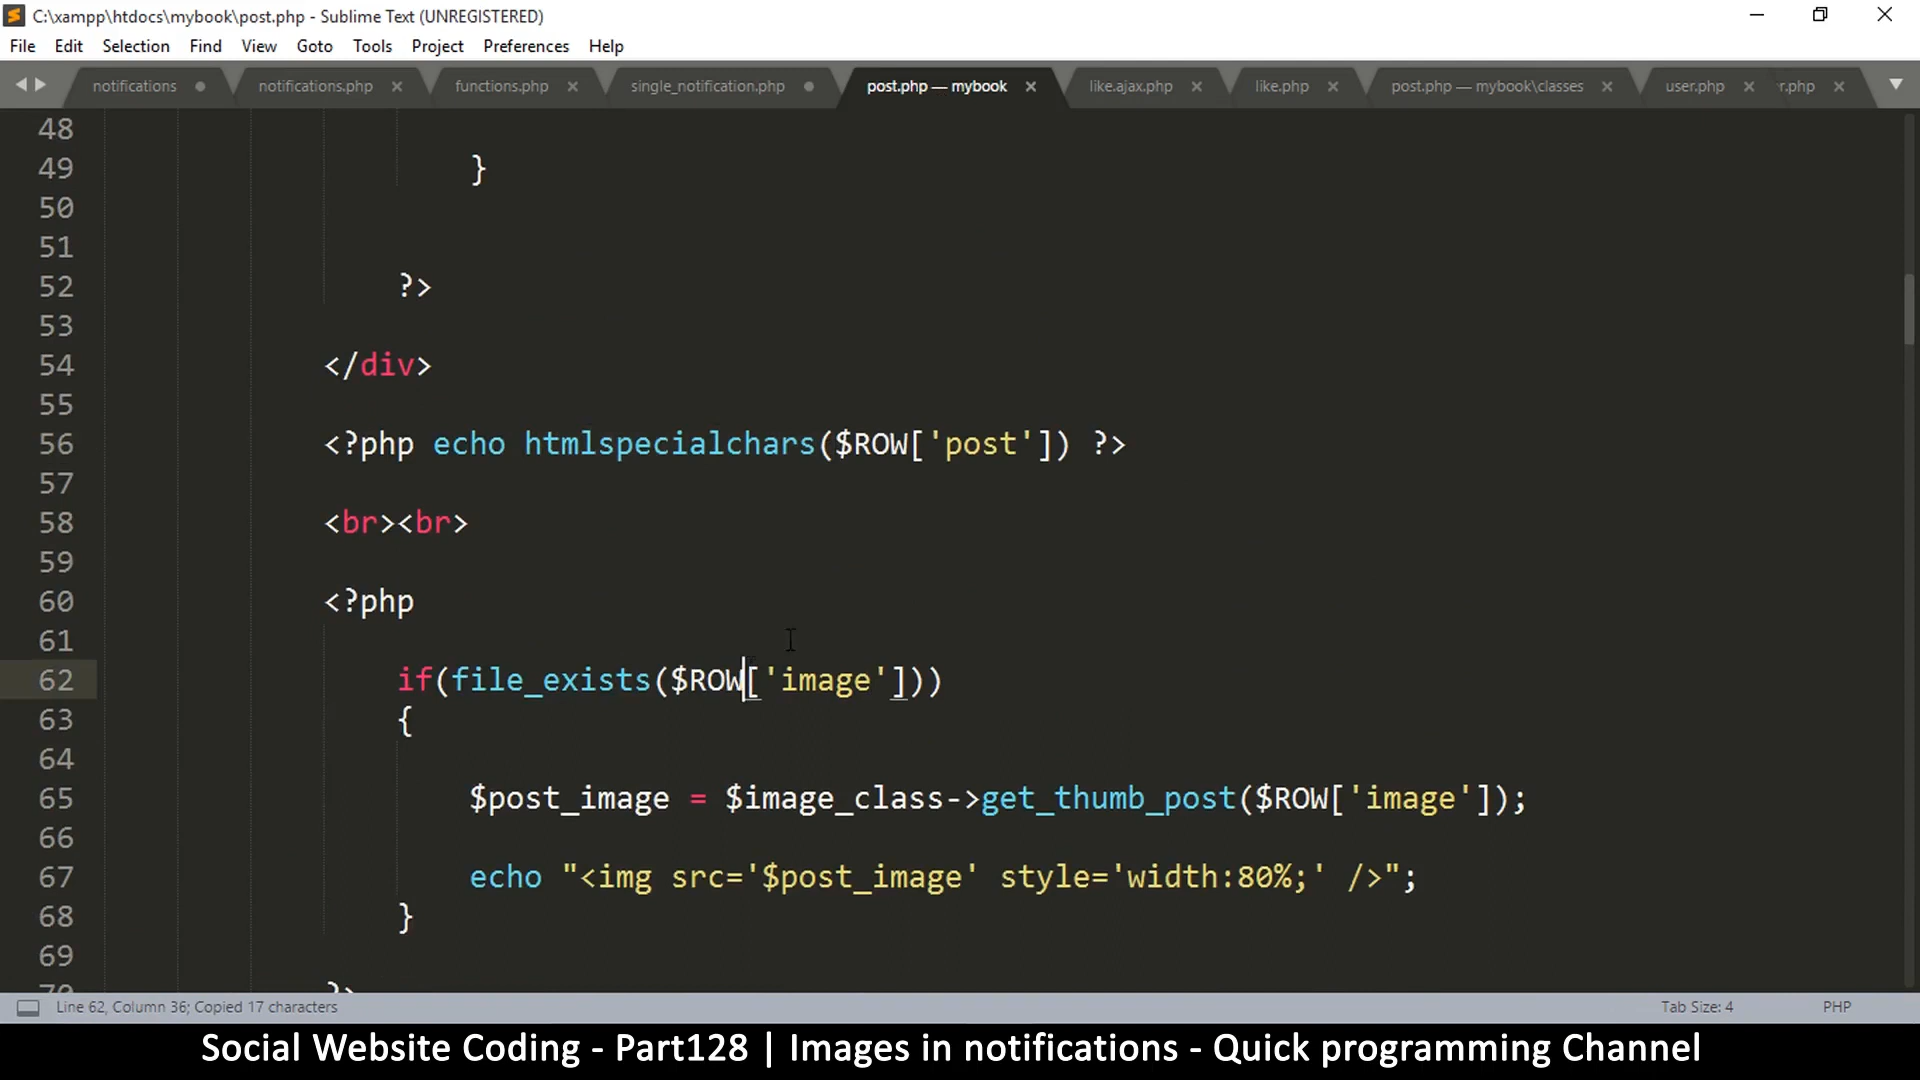 C:\xampp\htdocs\mybook\post.php - Sublime Text (UNREGISTERED)
File Edit Selection Find View Goto Tools Project Preferences Help
notifications notifications.php functions.php single_notification.php post.php — mybook like.ajax.php like.php post.php — mybook\classes user.php r.php
48
49 }
50
51
52 ?>
53
54 </div>
55
56 <?php echo htmlspecialchars($ROW['post']) ?>
57
58 <br><br>
59
60 <?php
61
62 if(file_exists($ROW['image']))
63 {
64
65 $post_image = $image_class->get_thumb_post($ROW['image']);
66
67 echo "<img src='$post_image' style='width:80%;' />";
68 }
69
70 ?>
Line 62, Column 36; Copied 17 characters Tab Size: 4 PHP
Social Website Coding - Part128 | Images in notifications - Quick programming Channel